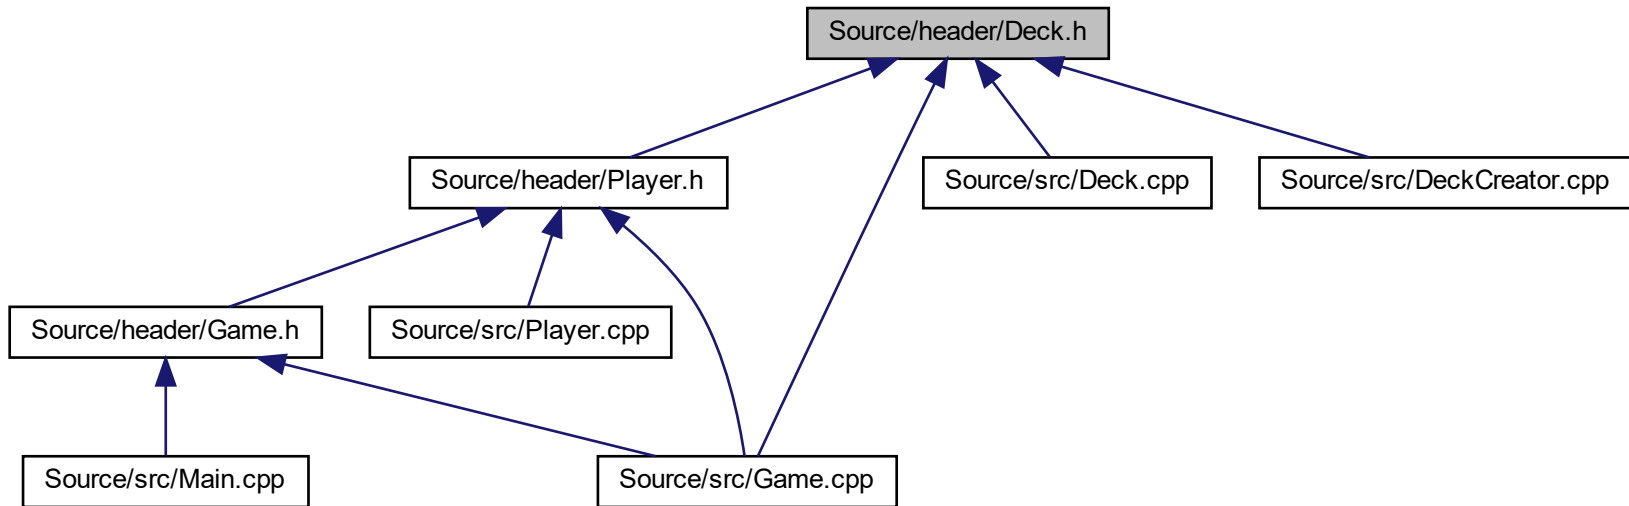 Source/header/Deck.h
Source/header/Player.h
Source/src/Deck.cpp
Source/src/DeckCreator.cpp
Source/header/Game.h
Source/src/Player.cpp
Source/src/Main.cpp
Source/src/Game.cpp